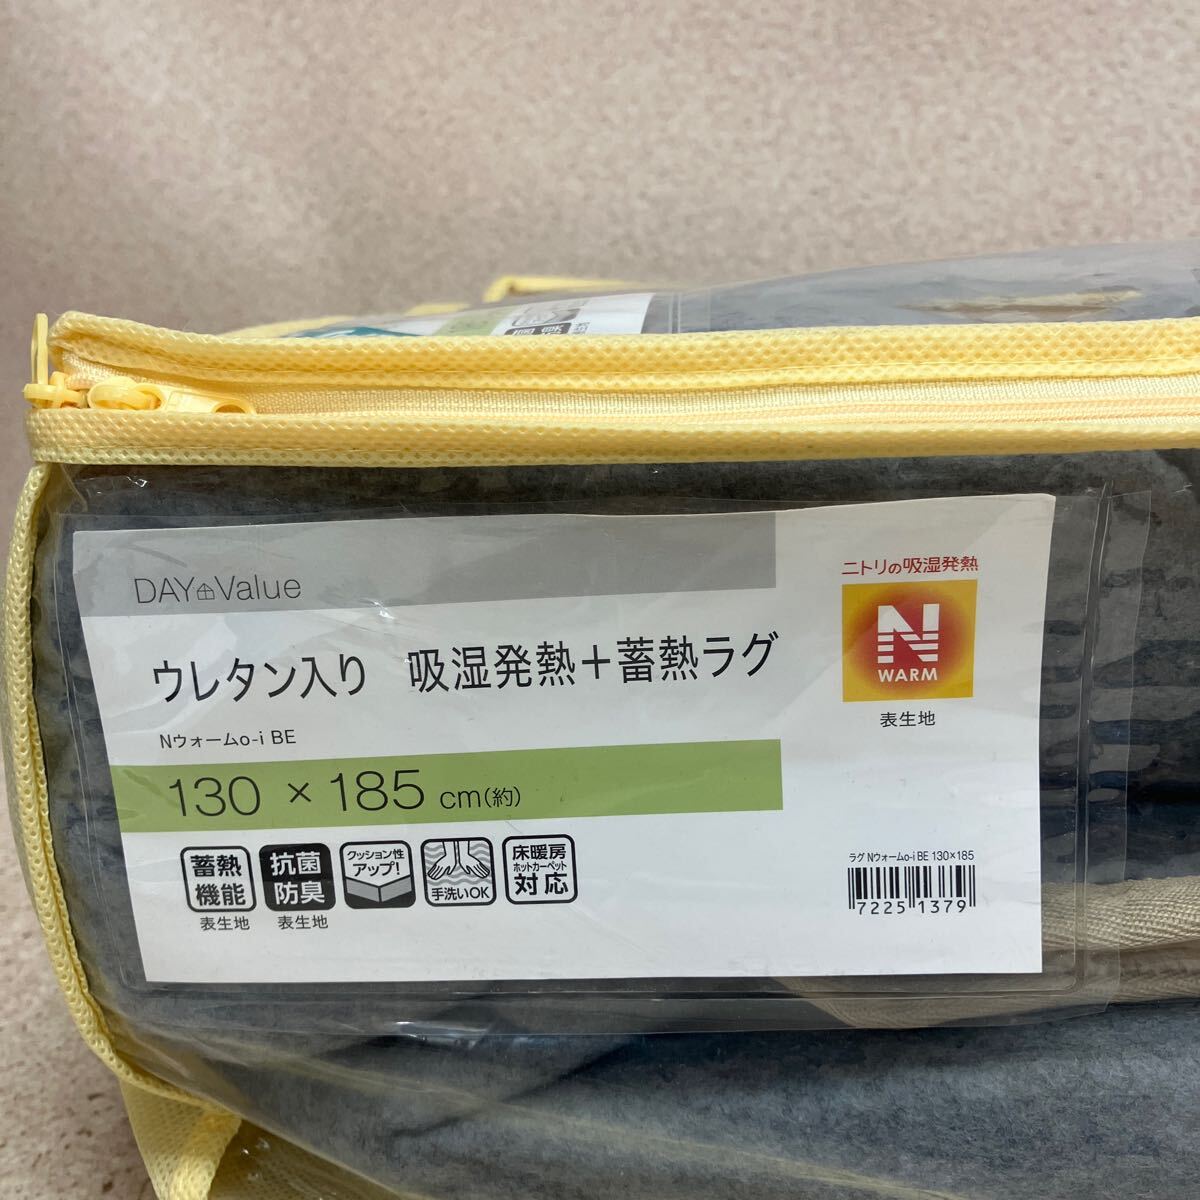 DAY Value
ウレタン入り 吸湿発熱+蓄熱ラグ
Nウォームo-i BE
130 × 185 cm(約)
蓄熱機能
表生地
抗菌防臭
表生地
クッション性アップ!
手洗いOK
床暖房
ホットカーペット
対応
ニトリの吸湿発熱
N
WARM
表生地
ラグ Nウォームo-i BE 130×185
7225 1379